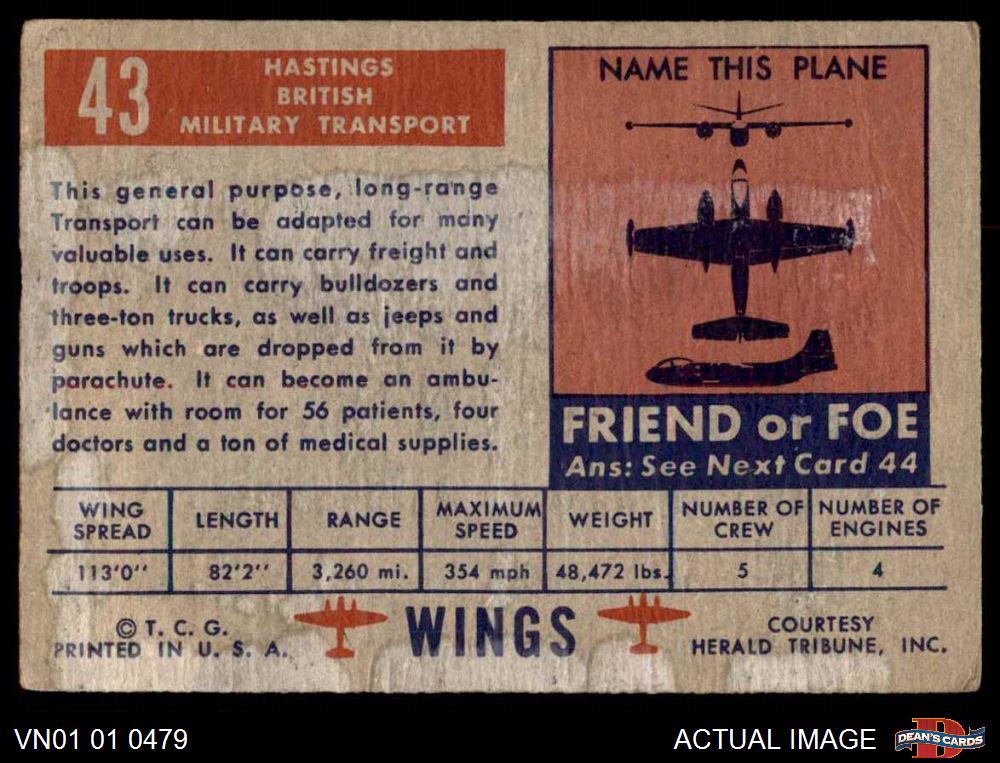 43
HASTINGS
BRITISH
MILITARY TRANSPORT
This general purpose, long-range
Transport can be adapted for many
valuable uses. It can carry freight and
troops. It can carry bulldozers and
three-ton trucks, as well as jeeps and
guns which are dropped from it by
parachute. It can become an ambu-
lance with room for 56 patients, four
doctors and a ton of medical supplies.
NAME THIS PLANE
FRIEND or FOE
Ans: See Next Card 44
WING SPREAD LENGTH RANGE MAXIMUM SPEED WEIGHT NUMBER OF CREW NUMBER OF ENGINES
113'0'' 82'2'' 3,260 mi. 354 mph 48,472 lbs. 5 4
© T. C. G.
PRINTED IN U. S. A.
WINGS
COURTESY
HERALD TRIBUNE, INC.
VN01 01 0479
ACTUAL IMAGE
D
DEAN'S CARDS